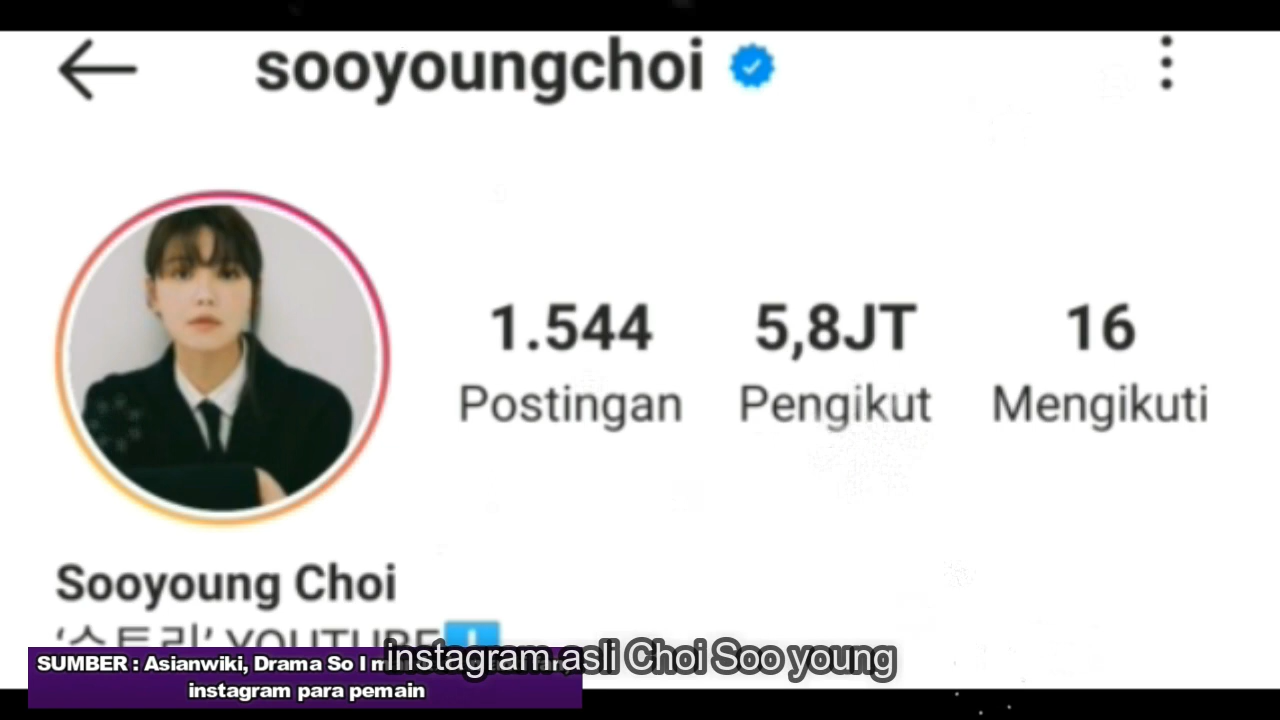 sooyoungchoi
1.544 5,8JT 16
Postingan Pengikut Mengikuti
Sooyoung Choi
YOUTUBE
instagram asli Choi Soo young
SUMBER : Asianwiki, Drama So I
instagram para pemain